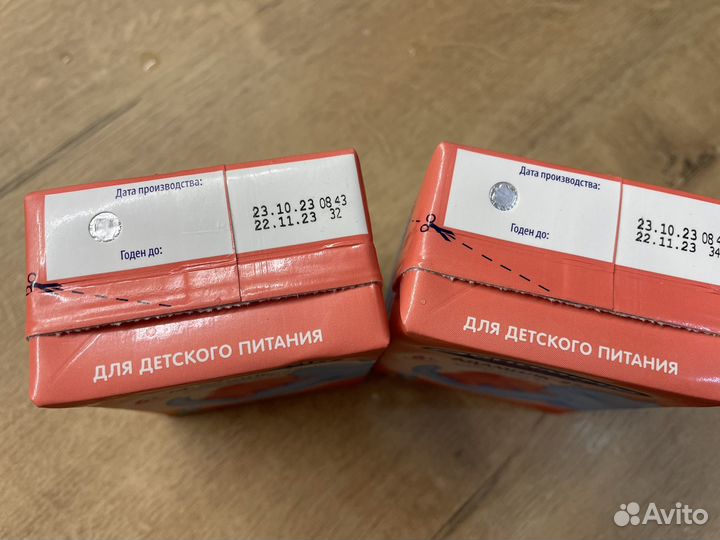 Дата производства:
23.10.23 08 43
22.11.23 32
Годен до:
ДЛЯ ДЕТСКОГО ПИТАНИЯ
Дата производства:
23.10.23 08
22.11.23 34
Годен до:
ДЛЯ ДЕТСКОГО ПИТАНИЯ
Avito